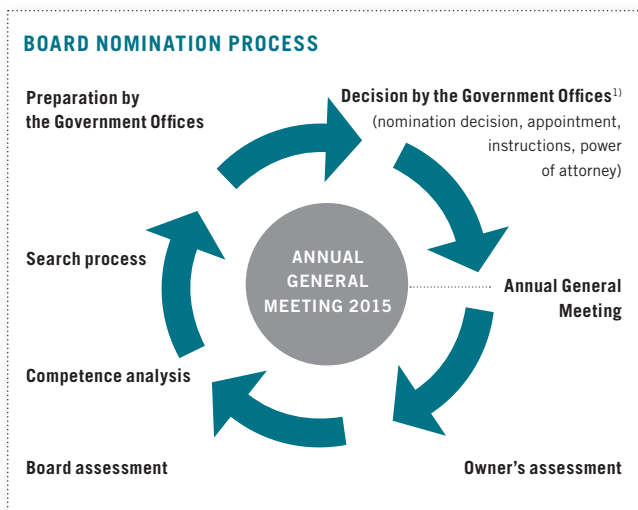 BOARD NOMINATION PROCESS
Preparation by
the Government Offices
Decision by the Government Offices¹⁾
(nomination decision, appointment,
instructions, power
of attorney)
Search process
ANNUAL
GENERAL
MEETING 2015
Annual General
Meeting
Competence analysis
Board assessment
Owner’s assessment